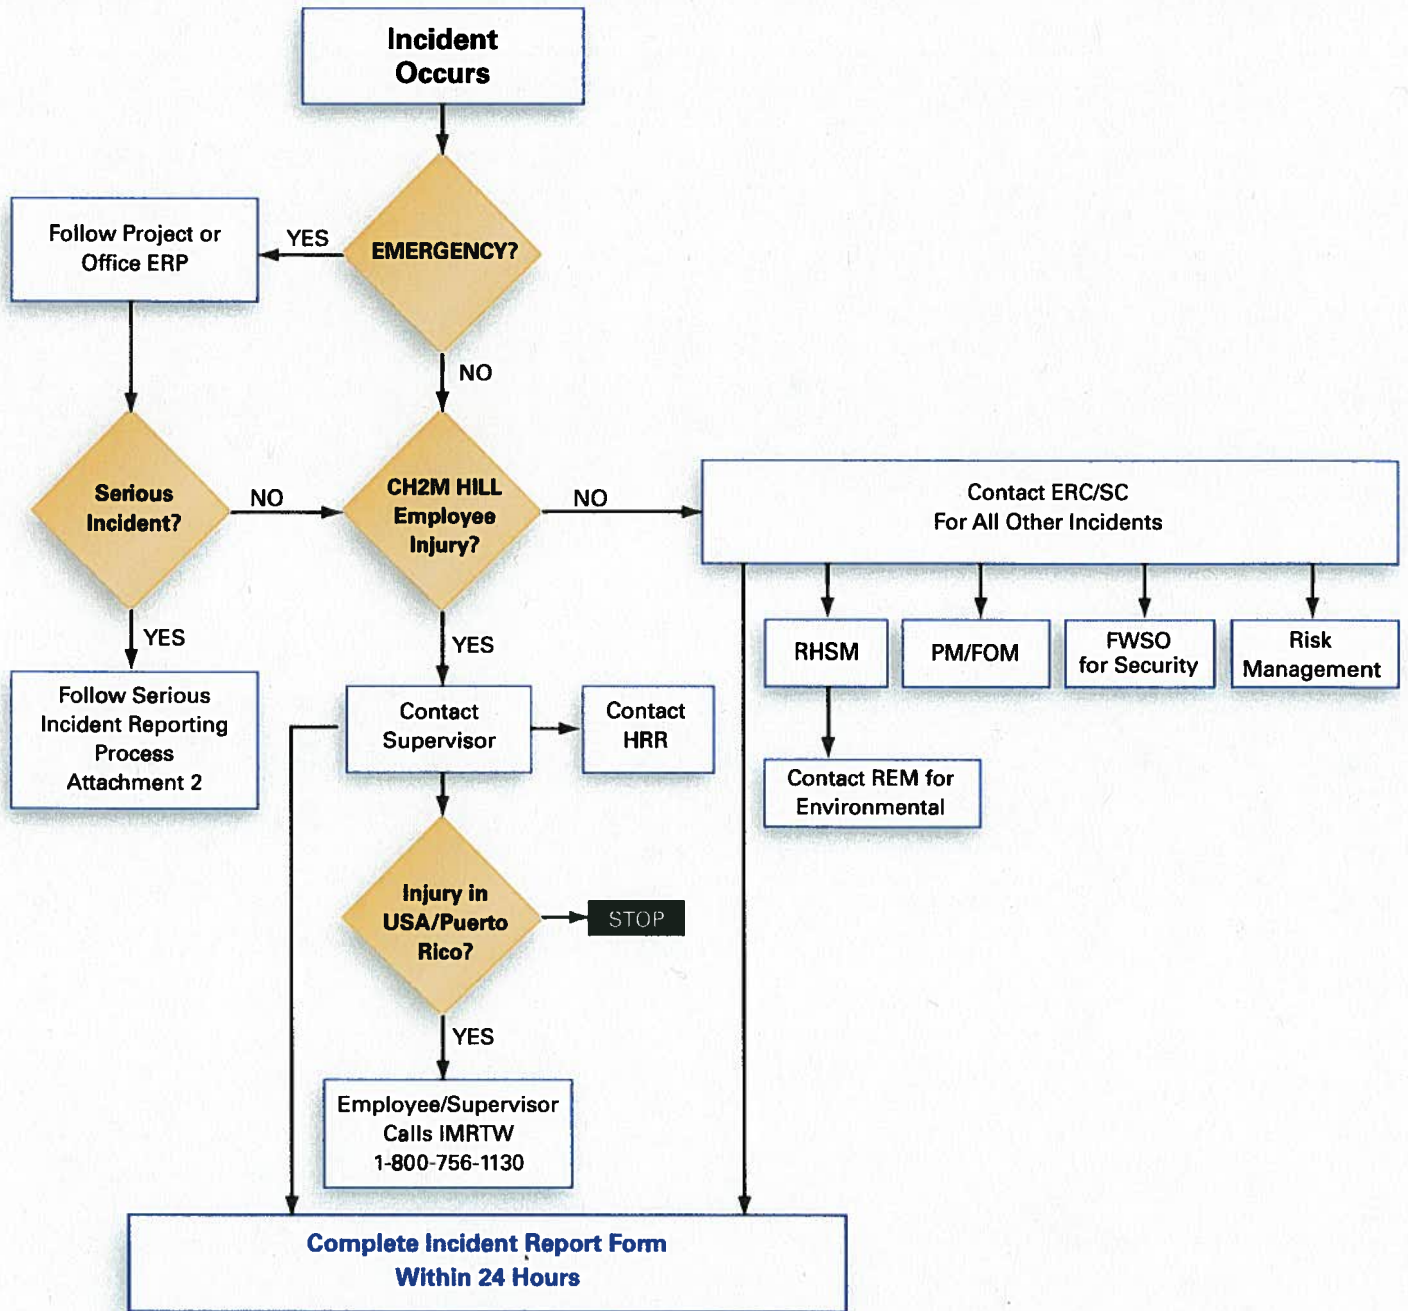 Incident
Occurs
EMERGENCY?
YES
Follow Project or
Office ERP
NO
Serious
Incident?
NO
CH2M HILL
Employee
Injury?
NO
Contact ERC/SC
For All Other Incidents
YES
YES
RHSM
PM/FOM
FWSO
for Security
Risk
Management
Follow Serious
Incident Reporting
Process
Attachment 2
Contact
Supervisor
Contact
HRR
Contact REM for
Environmental
Injury in
USA/Puerto
Rico?
STOP
YES
Employee/Supervisor
Calls IMRTW
1-800-756-1130
Complete Incident Report Form
Within 24 Hours